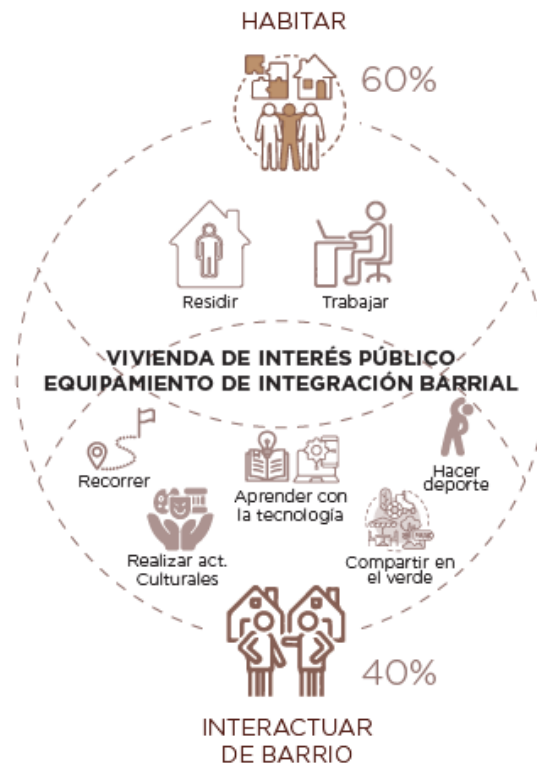 HABITAR
60%
Residir
Trabajar
VIVIENDA DE INTERÉS PÚBLICO
EQUIPAMIENTO DE INTEGRACIÓN BARRIAL
Recorrer
Aprender con
la tecnología
Hacer
deporte
Realizar act.
Culturales
Compartir en
el verde
40%
INTERACTUAR
DE BARRIO